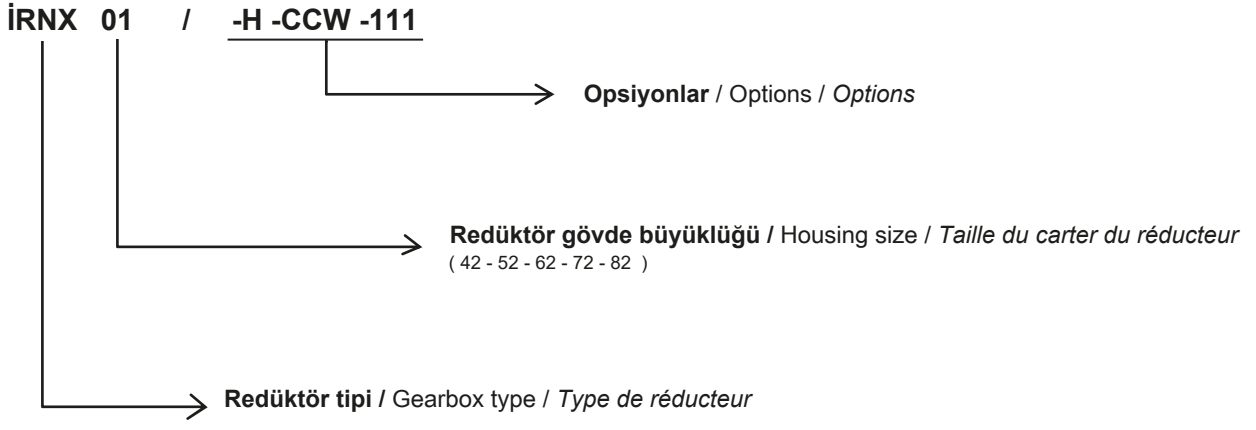 İRNX 01 / -H -CCW -111
Opsiyonlar / Options / Options
Redüktör gövde büyüklüğü / Housing size / Taille du carter du réducteur
( 42 - 52 - 62 - 72 - 82 )
Redüktör tipi / Gearbox type / Type de réducteur